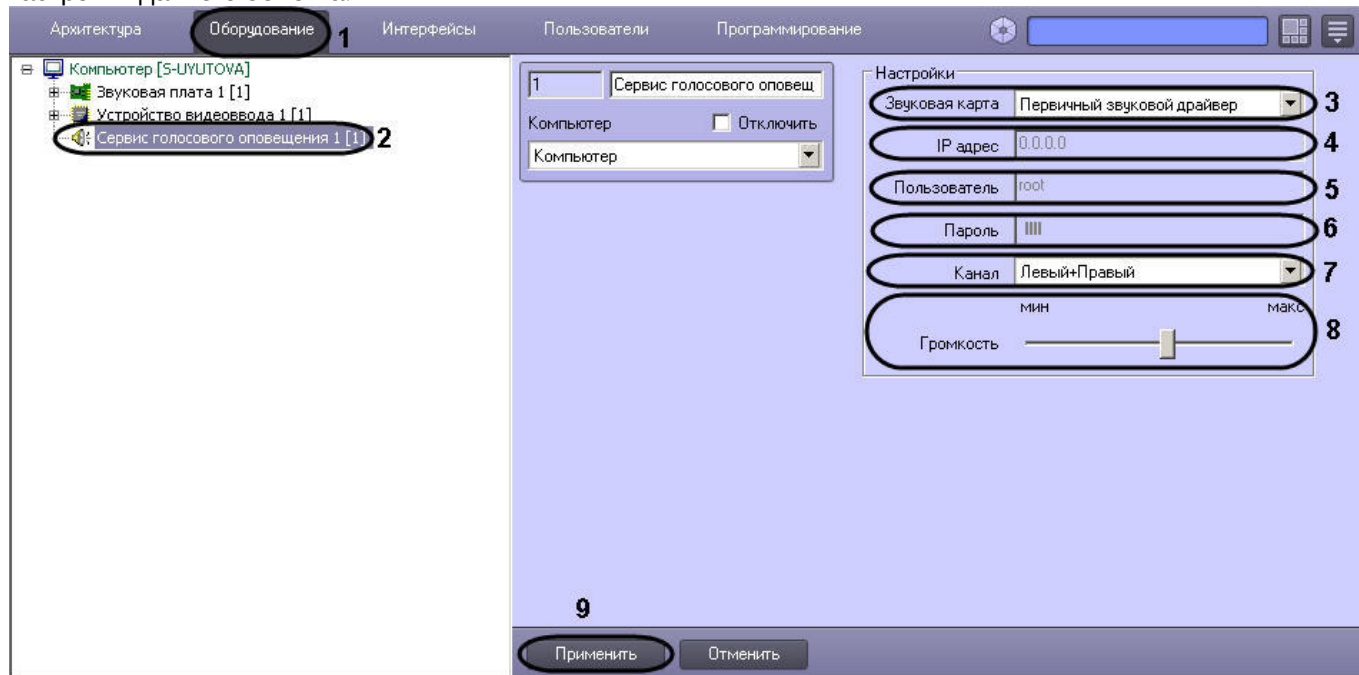 Архитектура Оборудование 1 Интерфейсы Пользователи Программирование
Компьютер [S-UYUTOVA]
Звуковая плата 1 [1]
Устройство видеоввода 1 [1]
Сервис голосового оповещения 1 [1] 2
1 Сервис голосового оповещ
Компьютер Отключить
Компьютер
Настройки
Звуковая карта Первичный звуковой драйвер 3
IP адрес 0.0.0.0 4
Пользователь root 5
Пароль 6
Канал Левый+Правый 7
мин макс
Громкость 8
9
Применить Отменить